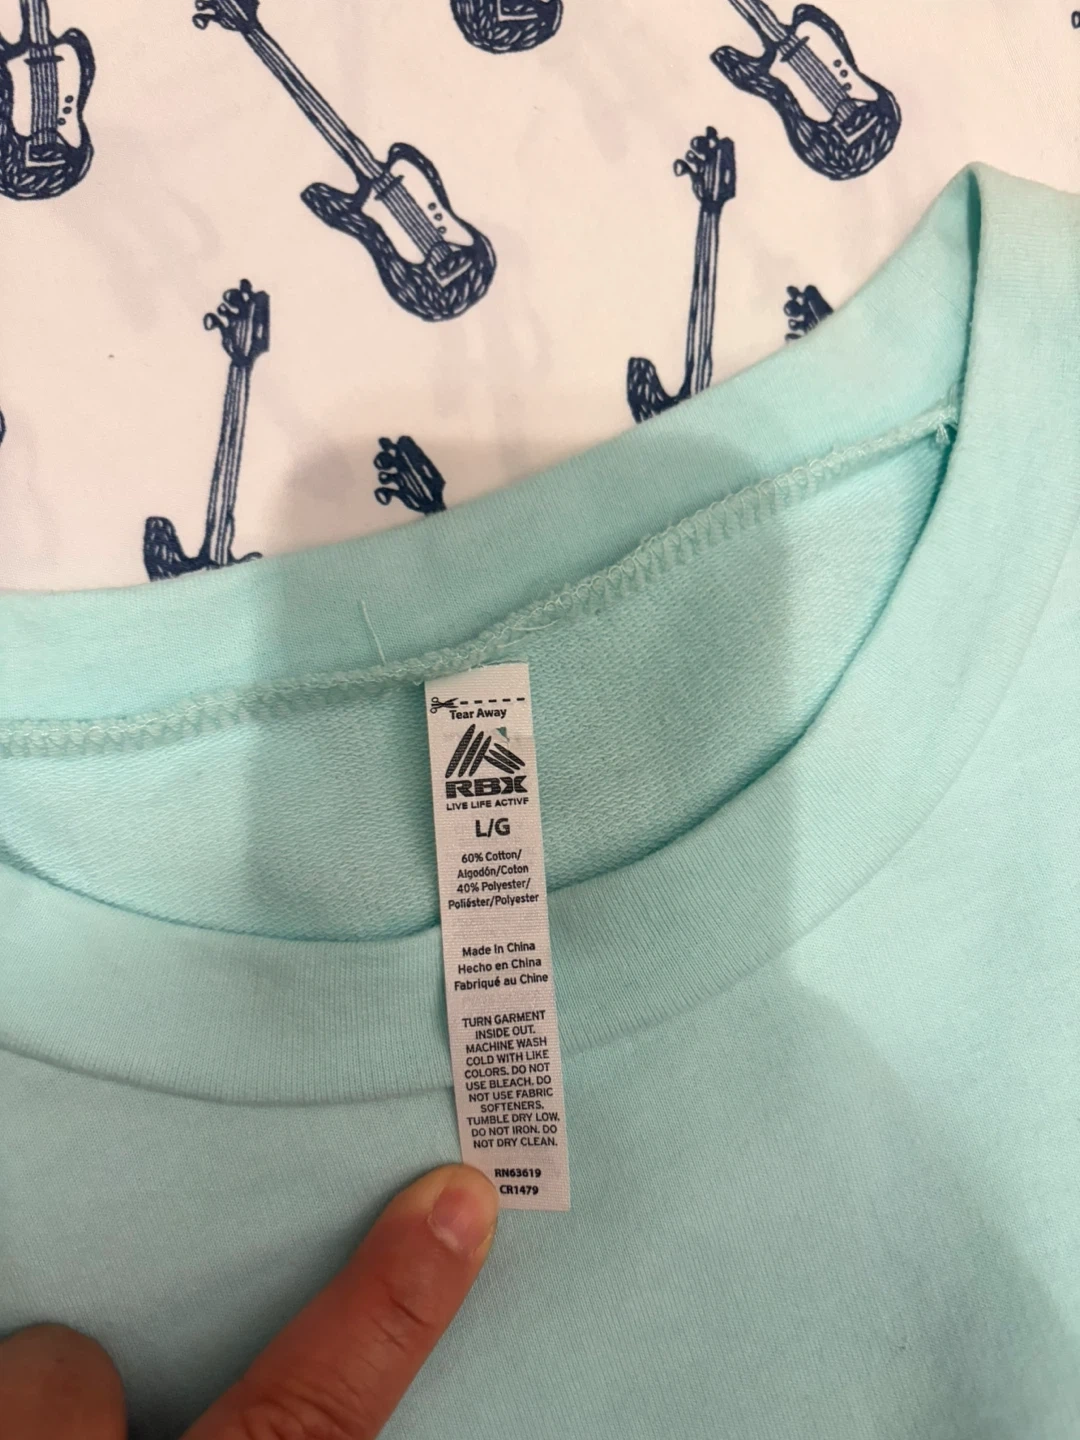 Tear Away
RBX
LIVE LIFE ACTIVE
L/G
60% Cotton/
Algodón/Coton
40% Polyester/
Poliéster/Polyester
Made In China
Hecho en China
Fabriqué au Chine
TURN GARMENT
INSIDE OUT.
MACHINE WASH
COLD WITH LIKE
COLORS. DO NOT
USE BLEACH. DO
NOT USE FABRIC
SOFTENERS.
TUMBLE DRY LOW.
DO NOT IRON. DO
NOT DRY CLEAN.
RN63619
CR1479